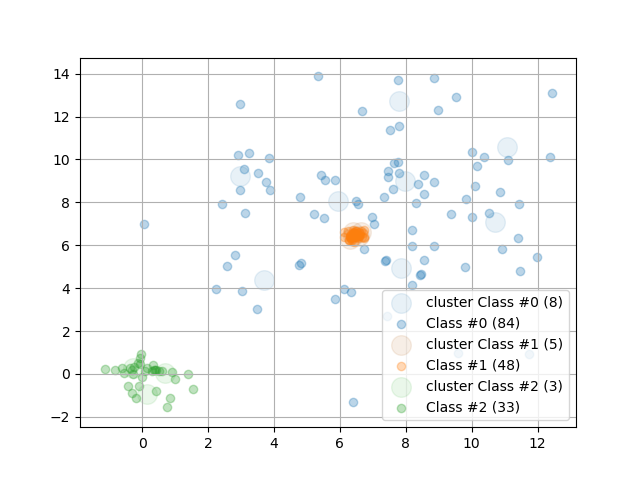 14
12
10
8
6
4
2
0
−2
cluster Class #0 (8)
Class #0 (84)
cluster Class #1 (5)
Class #1 (48)
cluster Class #2 (3)
Class #2 (33)
0 2 4 6 8 10 12